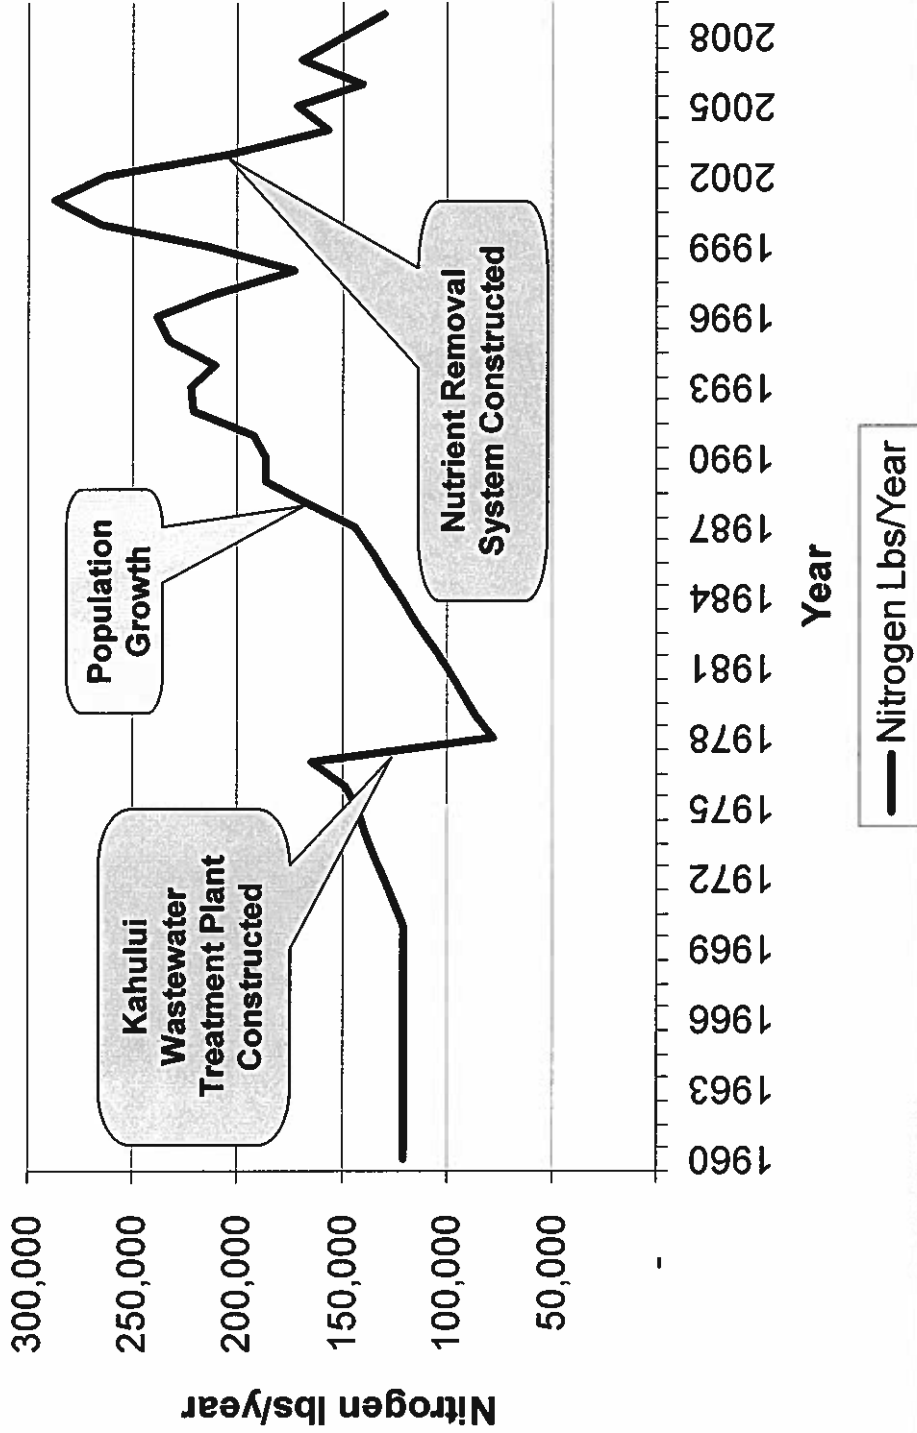 300,000
250,000
200,000
150,000
100,000
50,000
-
Nitrogen lbs/year
Kahului
Wastewater
Treatment Plant
Constructed
Population
Growth
Nutrient Removal
System Constructed
1960
1963
1966
1969
1972
1975
1978
1981
1984
1987
1990
1993
1996
1999
2002
2005
2008
Year
Nitrogen Lbs/Year